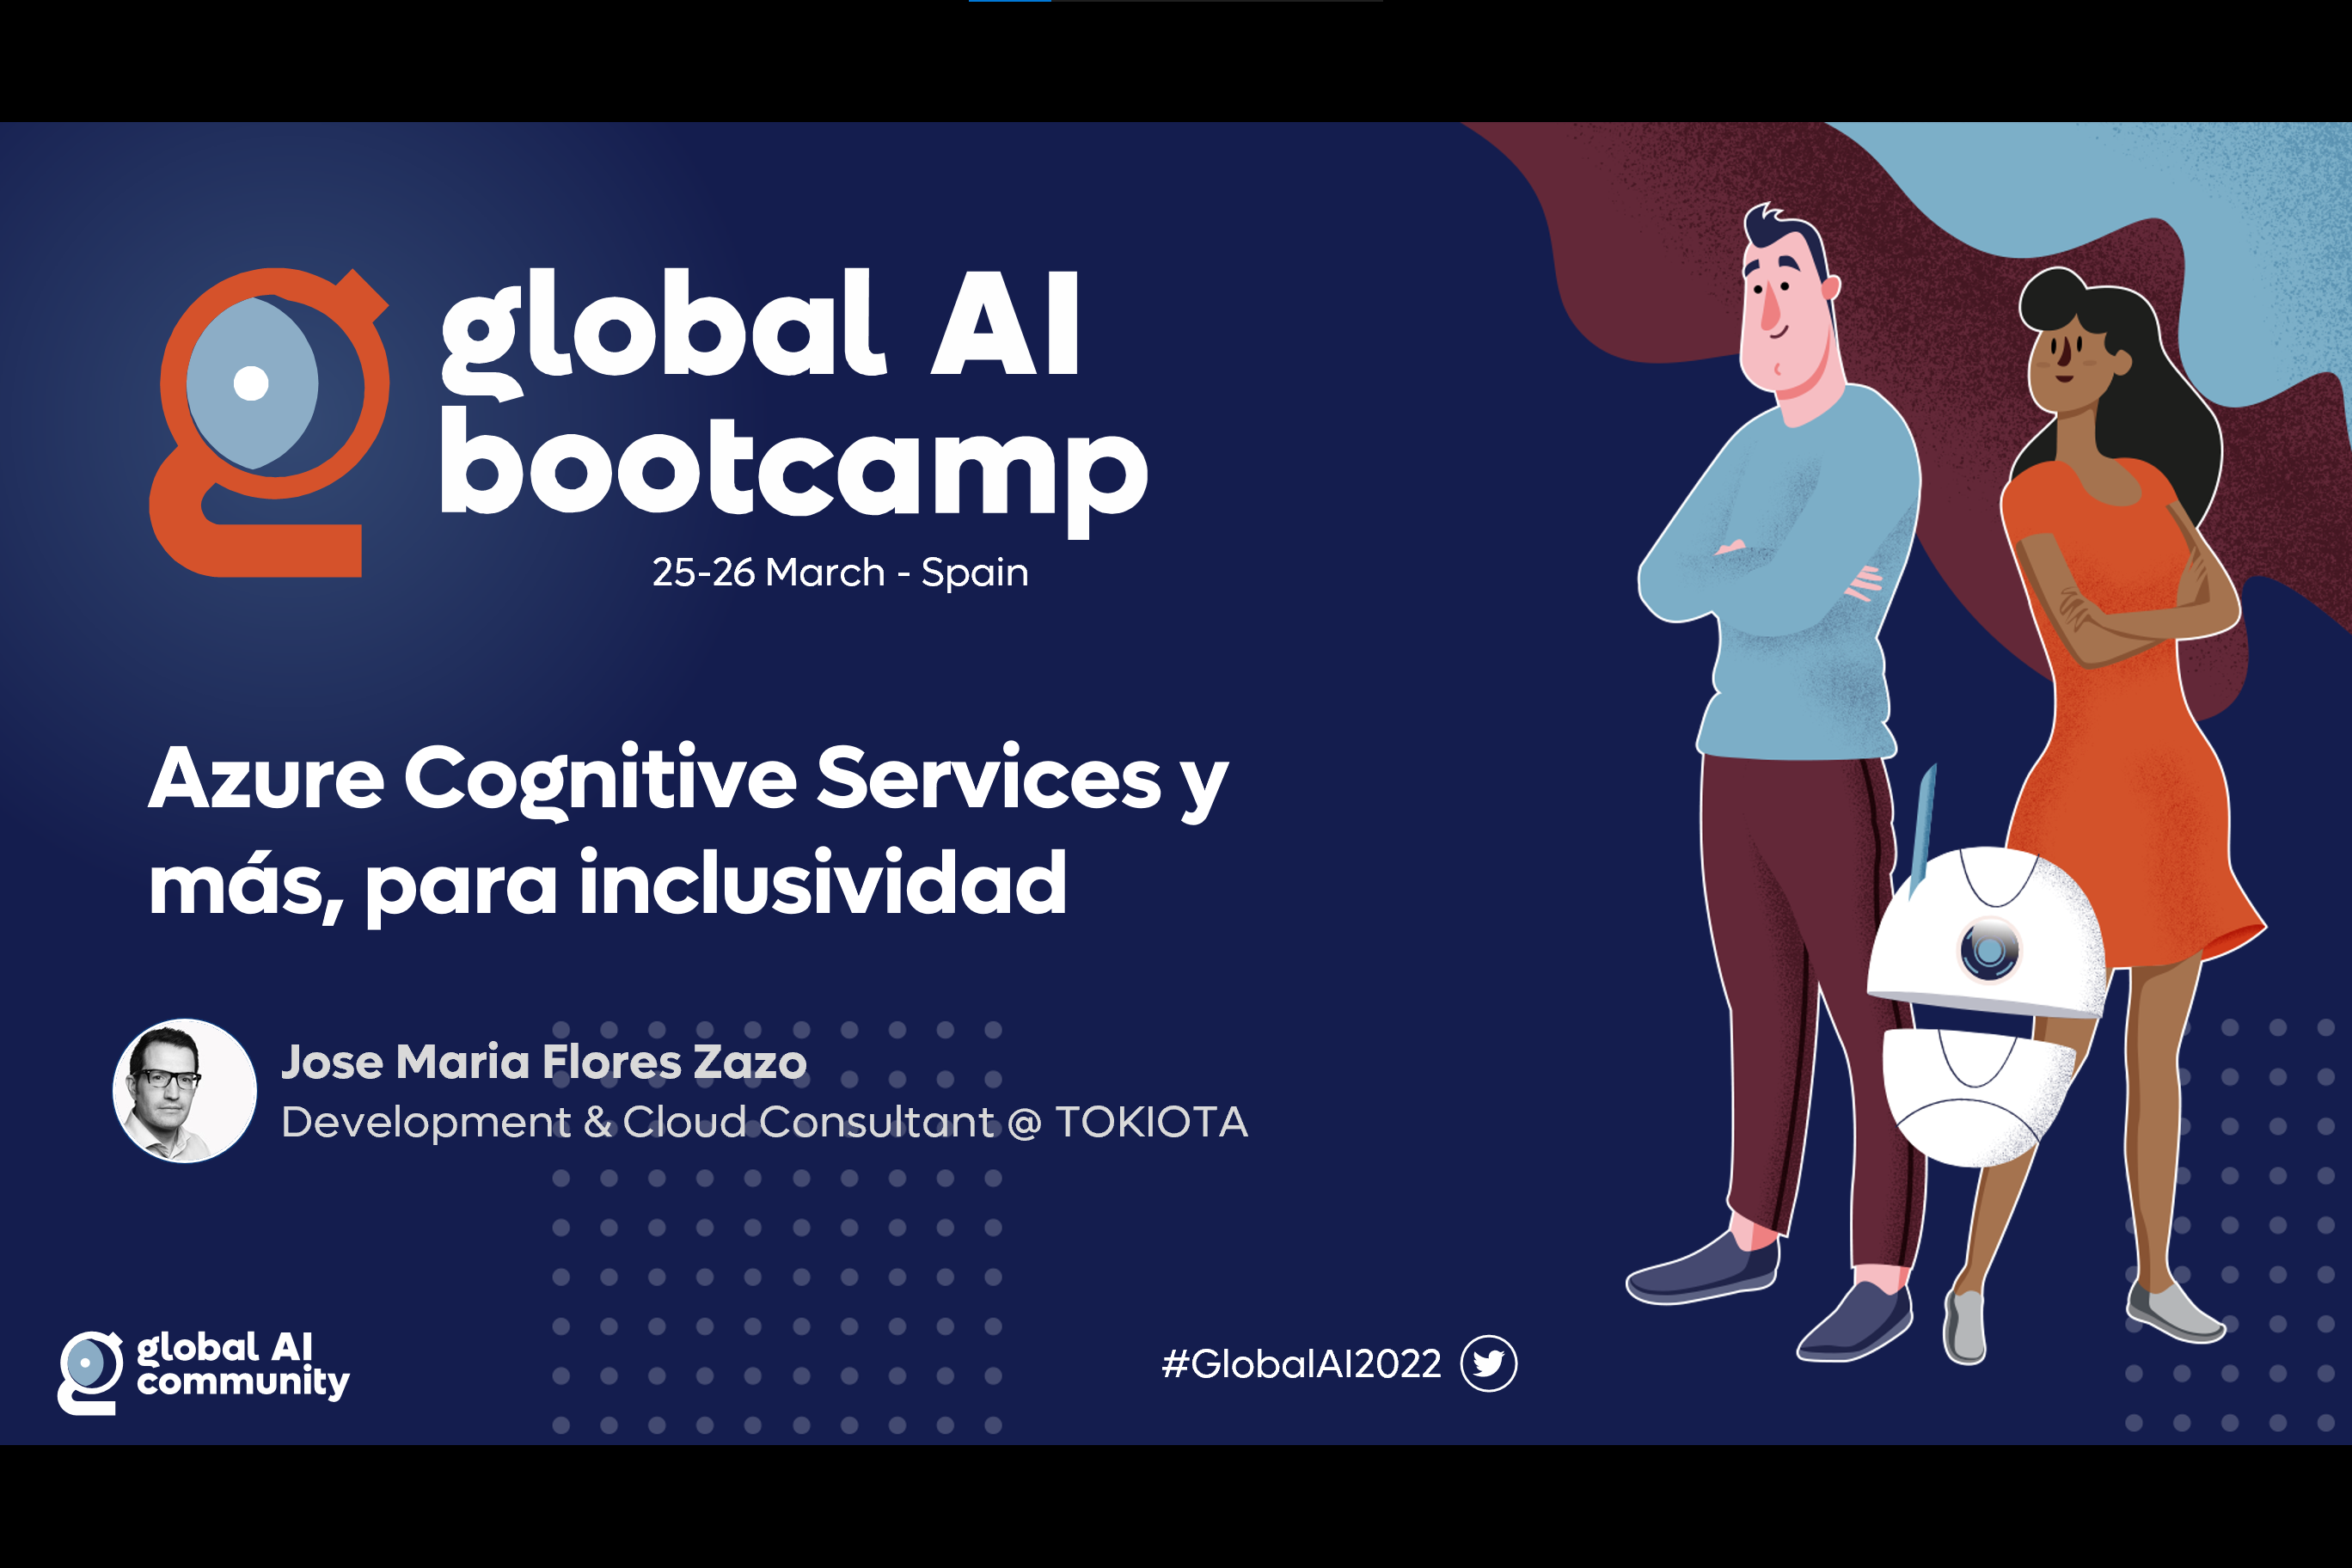 global AI
bootcamp
25-26 March - Spain
Azure Cognitive Services y
más, para inclusividad
Jose Maria Flores Zazo
Development & Cloud Consultant @ TOKIOTA
global AI
community
#GlobalAI2022